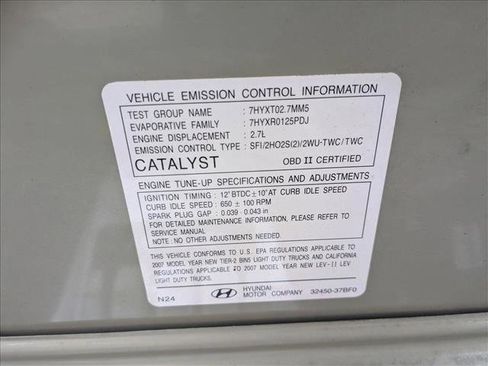 VEHICLE EMISSION CONTROL INFORMATION
TEST GROUP NAME : 7HYXT02.7MM5
EVAPORATIVE FAMILY : 7HYXR0125PDJ
ENGINE DISPLACEMENT : 2.7L
EMISSION CONTROL TYPE : SFI/2HO2S(2)/2WU-TWC/TWC
CATALYST OBD II CERTIFIED
ENGINE TUNE-UP SPECIFICATIONS AND ADJUSTMENTS
IGNITION TIMING : 12°BTDC±10°AT CURB IDLE SPEED
CURB IDLE SPEED : 650 ± 100 RPM
SPARK PLUG GAP : 0.039-0.043 in
FOR DETAILED MAINTENANCE INFORMATION, PLEASE SEE
YOUR SERVICE MANUAL.
NOTE: NO OTHER ADJUSTMENTS NEEDED.
THIS VEHICLE CONFORMS TO U.S. EPA REGULATIONS APPLICABLE TO
2007 MODEL YEAR NEW TIER-2 BIN5 LIGHT DUTY TRUCKS AND CALIFORNIA
REGULATIONS APPLICABLE TO 2007 MODEL YEAR NEW LEV-II LEV
LIGHT DUTY TRUCKS.
N24 HYUNDAI MOTOR COMPANY 32450-37BF0